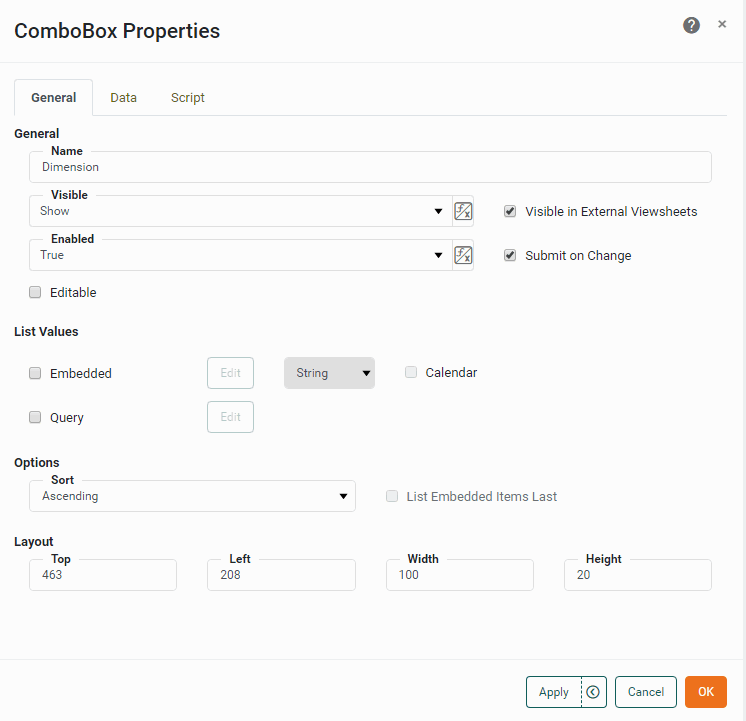 ComboBox Properties
General Data Script
General
Name
Dimension
Visible
Show
Visible in External Viewsheets
Enabled
True
Submit on Change
Editable
List Values
Embedded Edit String Calendar
Query Edit
Options
Sort
Ascending
List Embedded Items Last
Layout
Top Left Width Height
463 208 100 20
Apply Cancel OK